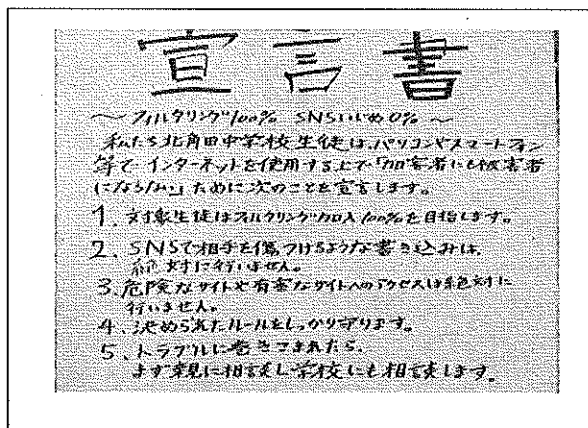 宣言書
～フィルタリング100% SNSいじめ0%～
私たち北角田中学校生徒は、パソコンやスマートフォン
等でインターネットを使用する上で「加害者にも被害者
にならない」ために次のことを宣言します。
1. 対象生徒はフィルタリング加入100%を目指します。
2. SNSで相手を傷つけるような書き込みは、
絶対に行いません。
3. 危険なサイトや有害なサイトへのアクセスは絶対に
行いません。
4. 決められたルールをしっかり守ります。
5. トラブルに巻きこまれたら、
まず親に相談し学校にも相談します。